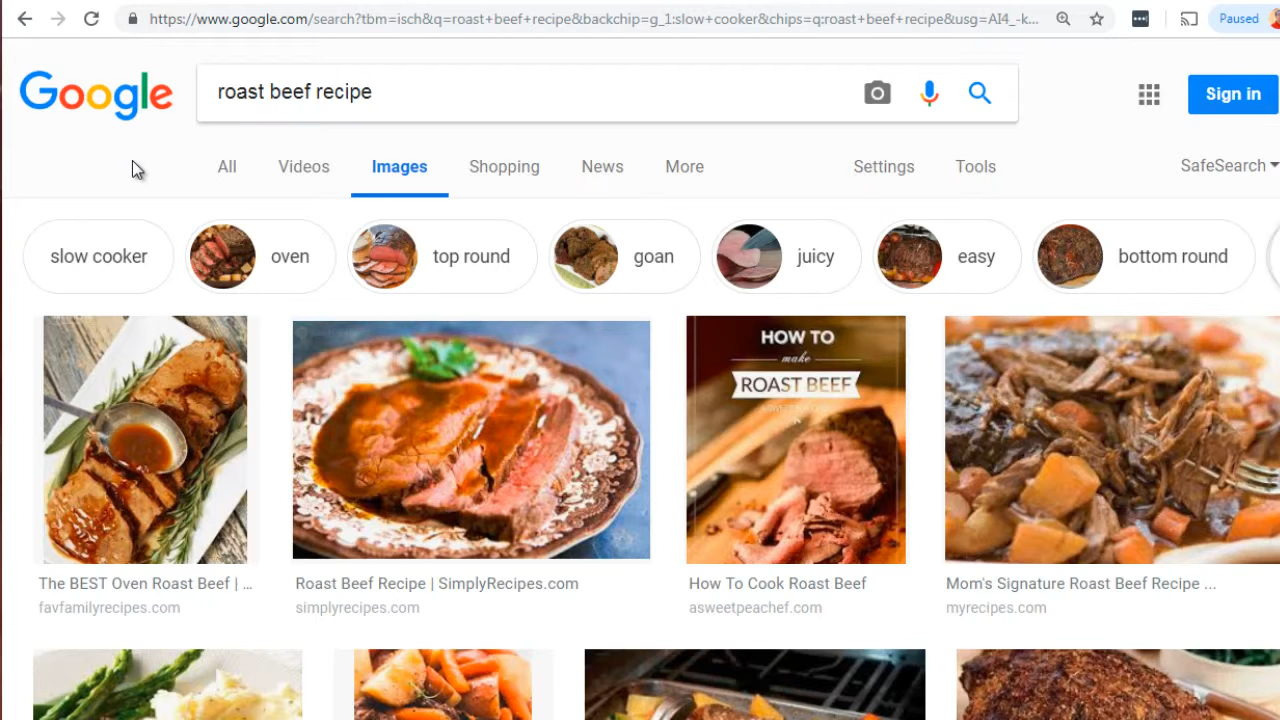 https://www.google.com/search?tbm=isch&q=roast+beef+recipe&backchip=g_1:slow+cooker&chips=q:roast+beef+recipe&usg=AI4_-k...
Paused
Google
roast beef recipe
Sign in
All
Videos
Images
Shopping
News
More
Settings
Tools
SafeSearch
slow cooker
oven
top round
goan
juicy
easy
bottom round
HOW TO
make
ROAST BEEF
The BEST Oven Roast Beef | ...
favfamilyrecipes.com
Roast Beef Recipe | SimplyRecipes.com
simplyrecipes.com
How To Cook Roast Beef
asweetpeachef.com
Mom's Signature Roast Beef Recipe ...
myrecipes.com